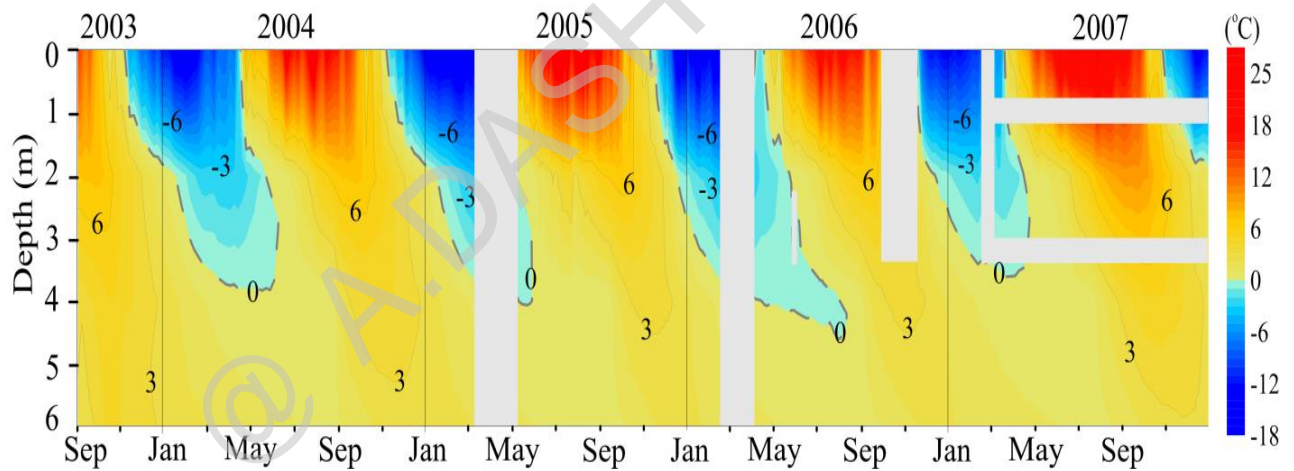 2003 2004 2005 2006 2007 (°C)
0 1 2 3 4 5 6
Depth (m)
-6 -3 0 6 3 6 3
-6 -3 0 6 3
-6 -3 0 6 3
-6 -3 0 6 3
25 18 12 6 0 -6 -12 -18
Sep Jan May Sep Jan May Sep Jan May Sep Jan May Sep
@ A.DASH